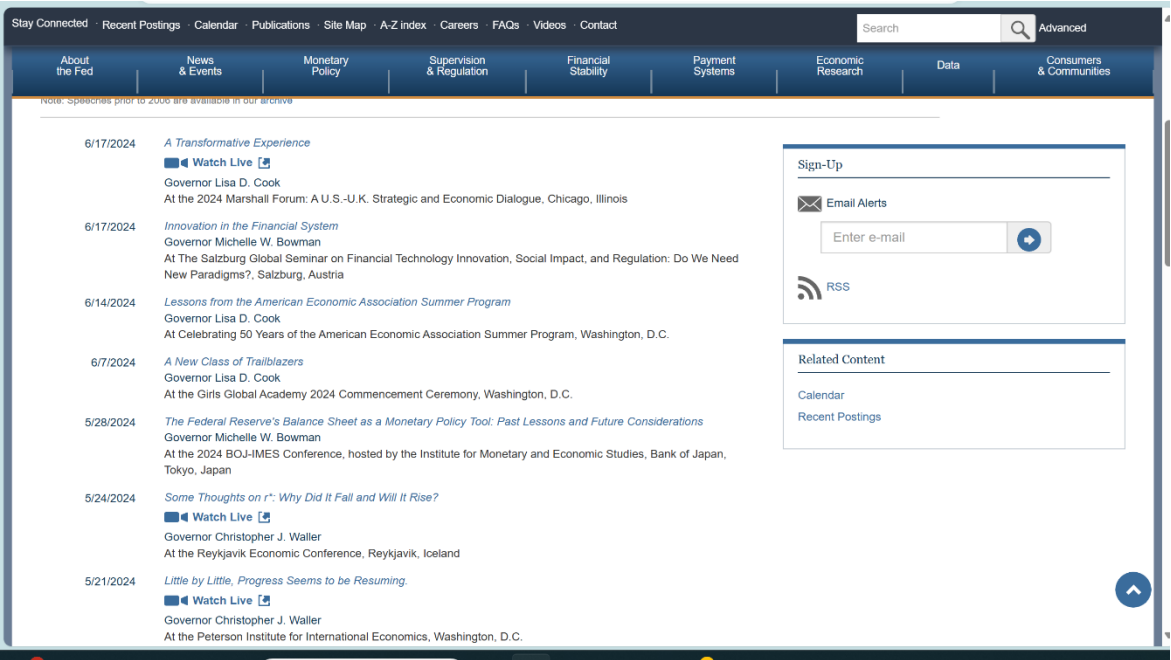 Stay Connected · Recent Postings · Calendar · Publications · Site Map · A-Z index · Careers · FAQs · Videos · Contact
Search
Advanced
About
the Fed
News
& Events
Monetary
Policy
Supervision
& Regulation
Financial
Stability
Payment
Systems
Economic
Research
Data
Consumers
& Communities
Note: Speeches prior to 2006 are available in our archive
6/17/2024
A Transformative Experience
Watch Live
Governor Lisa D. Cook
At the 2024 Marshall Forum: A U.S.-U.K. Strategic and Economic Dialogue, Chicago, Illinois
6/17/2024
Innovation in the Financial System
Governor Michelle W. Bowman
At The Salzburg Global Seminar on Financial Technology Innovation, Social Impact, and Regulation: Do We Need
New Paradigms?, Salzburg, Austria
6/14/2024
Lessons from the American Economic Association Summer Program
Governor Lisa D. Cook
At Celebrating 50 Years of the American Economic Association Summer Program, Washington, D.C.
6/7/2024
A New Class of Trailblazers
Governor Lisa D. Cook
At the Girls Global Academy 2024 Commencement Ceremony, Washington, D.C.
5/28/2024
The Federal Reserve's Balance Sheet as a Monetary Policy Tool: Past Lessons and Future Considerations
Governor Michelle W. Bowman
At the 2024 BOJ-IMES Conference, hosted by the Institute for Monetary and Economic Studies, Bank of Japan,
Tokyo, Japan
5/24/2024
Some Thoughts on r*: Why Did It Fall and Will It Rise?
Watch Live
Governor Christopher J. Waller
At the Reykjavik Economic Conference, Reykjavik, Iceland
5/21/2024
Little by Little, Progress Seems to be Resuming.
Watch Live
Governor Christopher J. Waller
At the Peterson Institute for International Economics, Washington, D.C.
Sign-Up
Email Alerts
Enter e-mail
RSS
Related Content
Calendar
Recent Postings